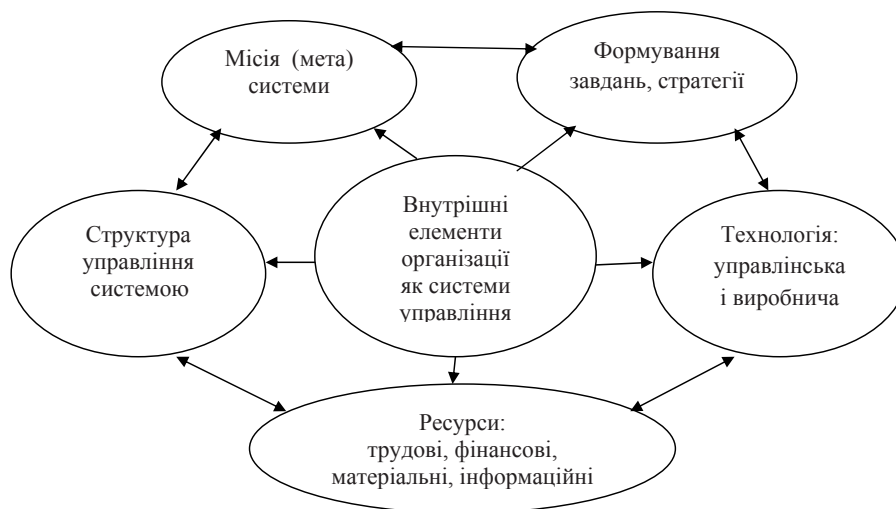 Місія (мета)
системи
Формування
завдань, стратегії
Структура
управління
системою
Внутрішні
елементи
організації
як системи
управління
Технологія:
управлінська
і виробнича
Ресурси:
трудові, фінансові,
матеріальні, інформаційні